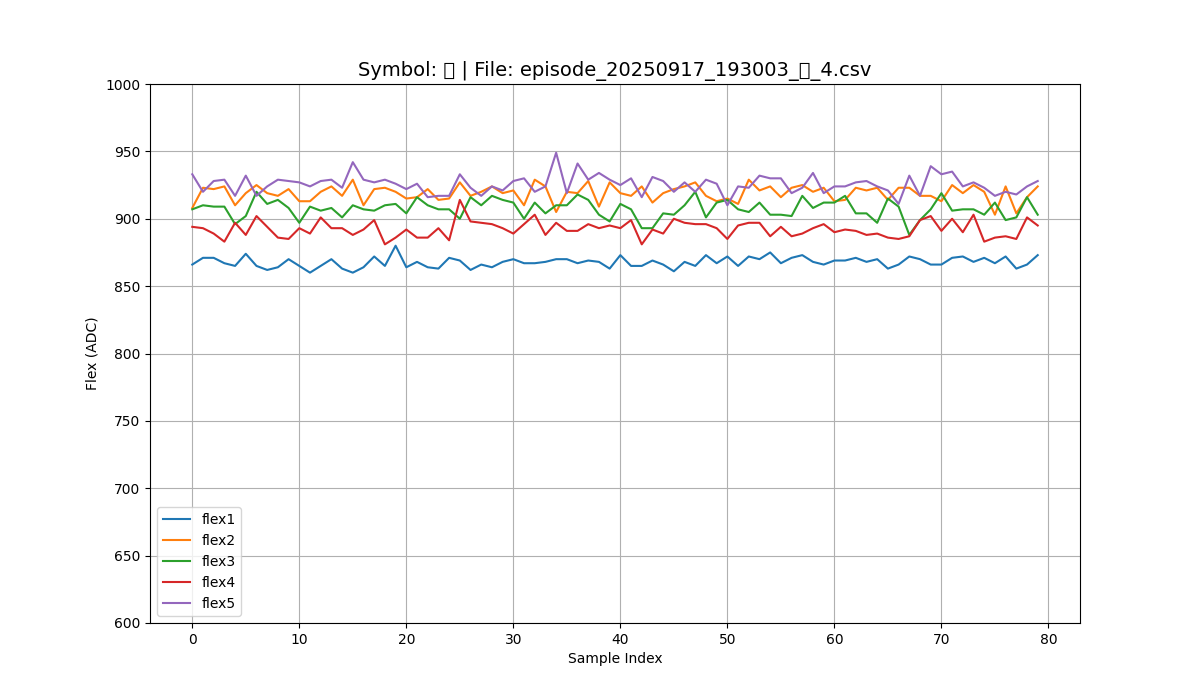 Symbol: | File: episode_20250917_193003_ _4.csv
1000
950
900
850
800
750
700
650
600
Flex (ADC)
flex1
flex2
flex3
flex4
flex5
0 10 20 30 40 50 60 70 80
Sample Index